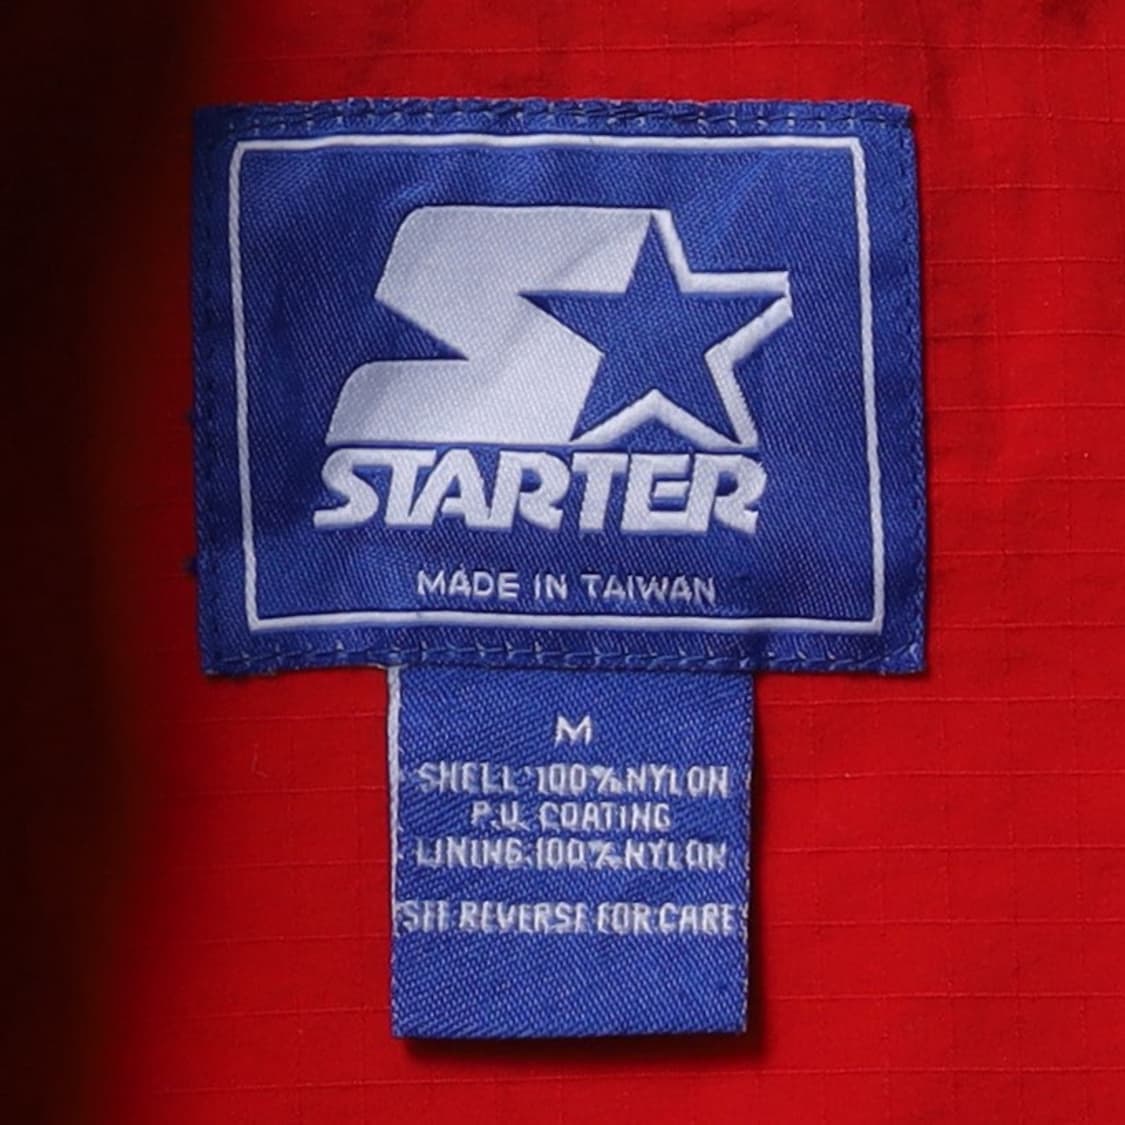 STARTER
MADE IN TAIWAN
M
SHELL 100% NYLON
P.U. COATING
LINING 100% NYLON
SEE REVERSE FOR CARE